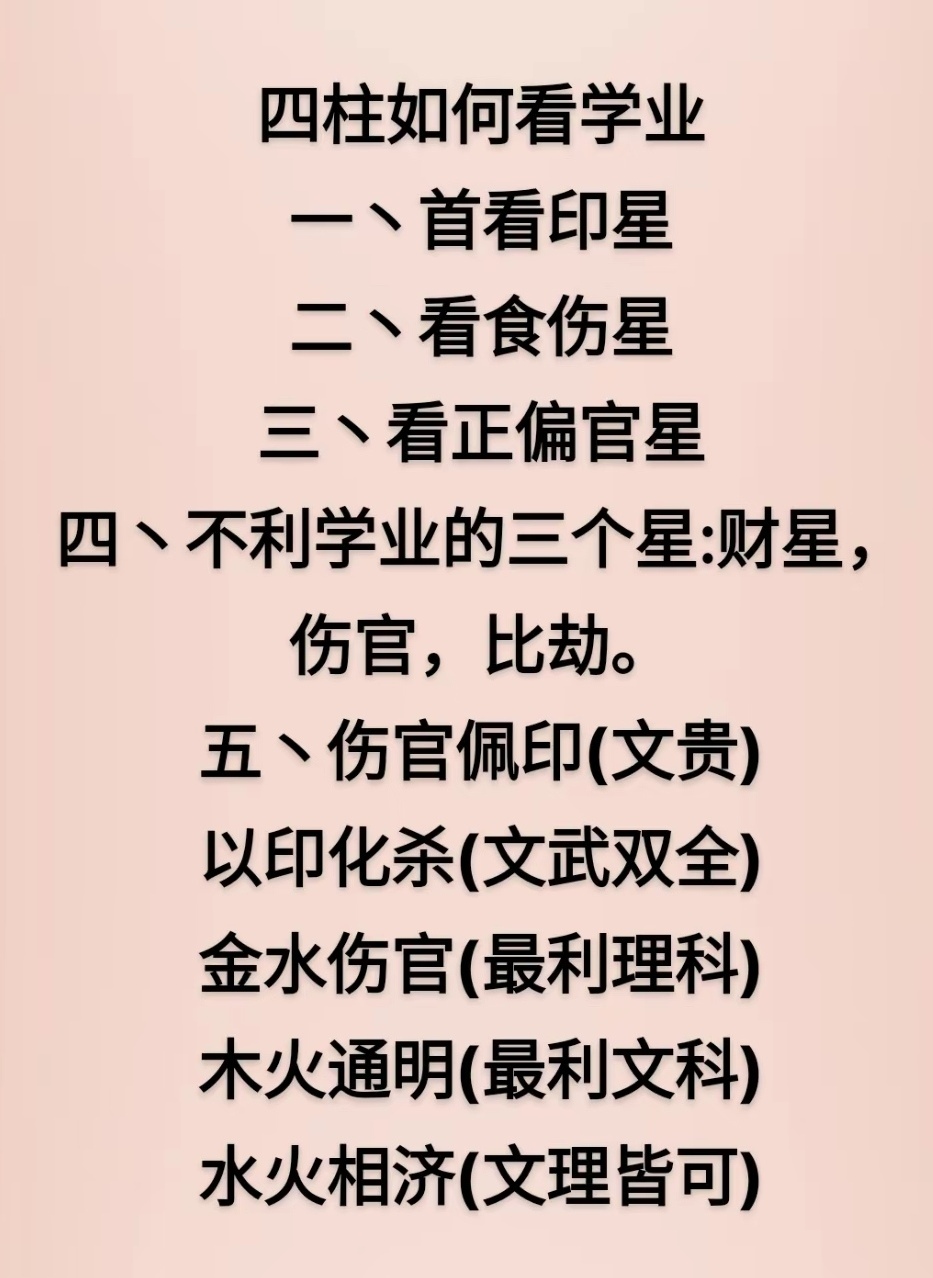 四柱如何看学业
一丶首看印星
二丶看食伤星
三丶看正偏官星
四丶不利学业的三个星:财星，
伤官，比劫。
五丶伤官佩印(文贵)
以印化杀(文武双全)
金水伤官(最利理科)
木火通明(最利文科)
水火相济(文理皆可)